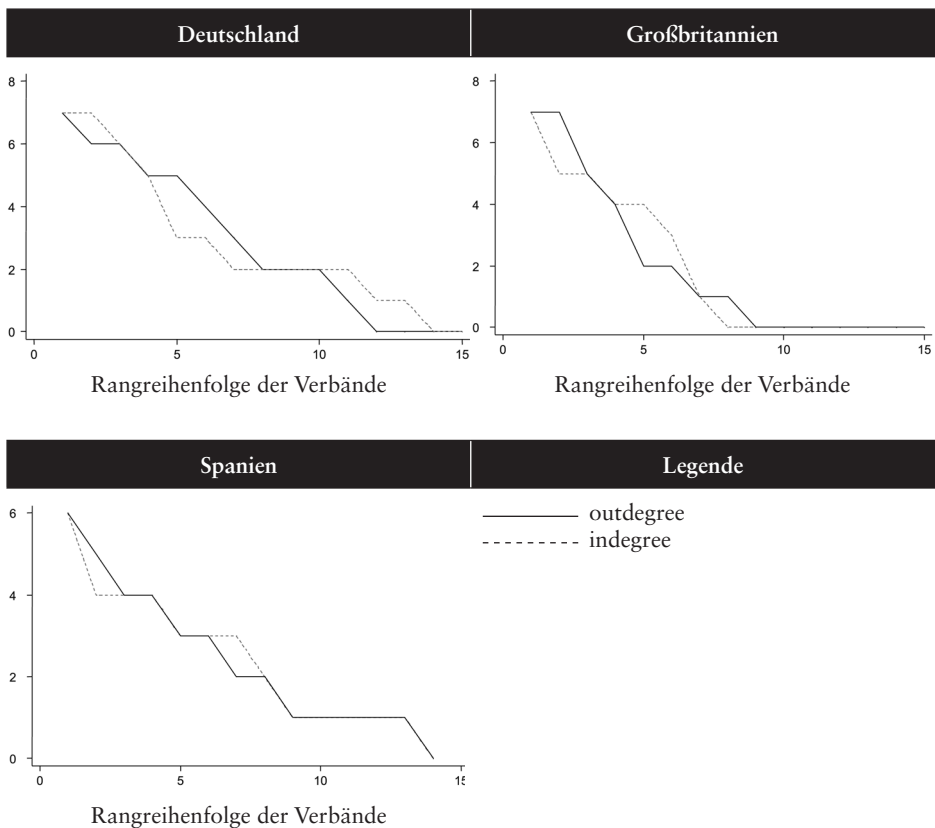 Deutschland
Großbritannien
8
6
4
2
0
0
5
10
15
Rangreihenfolge der Verbände
8
6
4
2
0
0
5
10
15
Rangreihenfolge der Verbände
Spanien
Legende
6
4
2
0
0
5
10
15
Rangreihenfolge der Verbände
outdegree
indegree